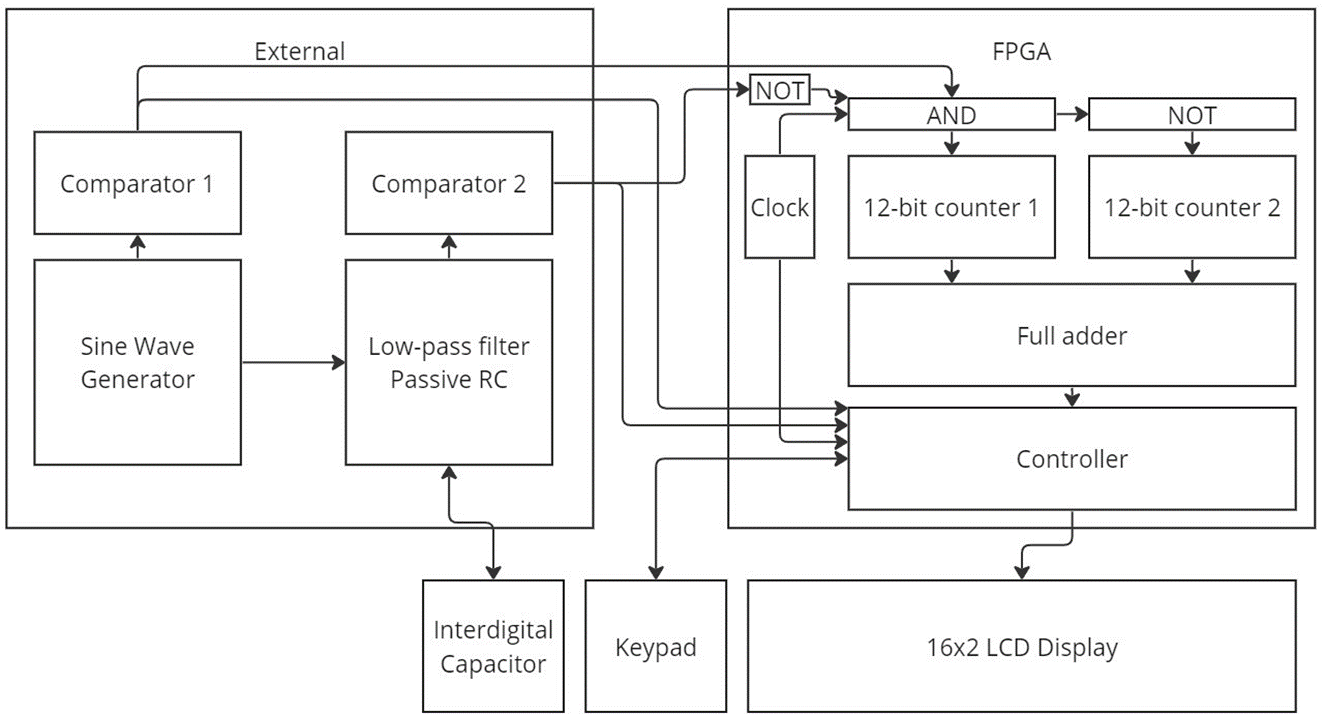 External
FPGA
NOT
AND
NOT
Comparator 1
Comparator 2
Clock
12-bit counter 1
12-bit counter 2
Sine Wave
Generator
Low-pass filter
Passive RC
Full adder
Controller
Interdigital
Capacitor
Keypad
16x2 LCD Display